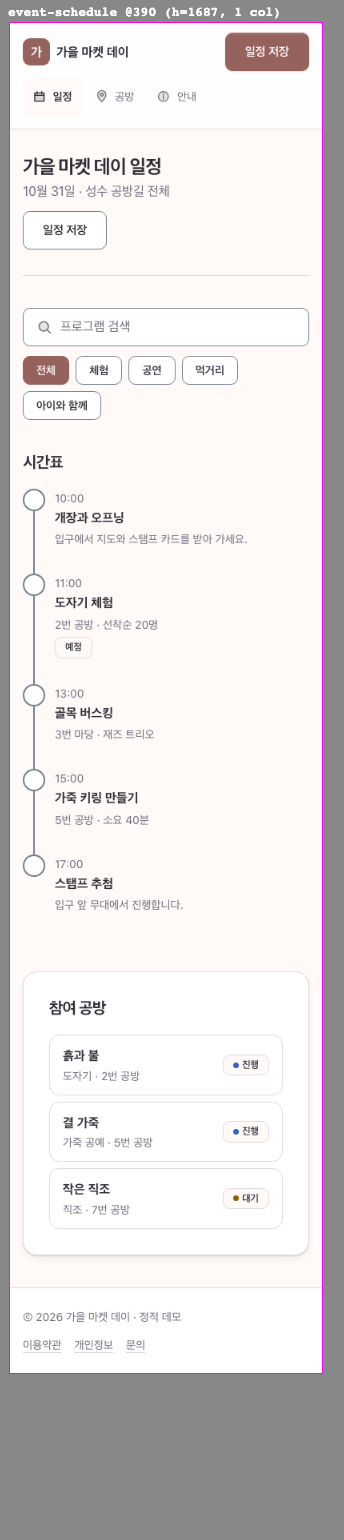 event-schedule @390 (h=1687, 1 col)
가 가을 마켓 데이 일정 저장
일정 공방 안내
가을 마켓 데이 일정
10월 31일 · 성수 공방길 전체
일정 저장
프로그램 검색
전체 체험 공연 먹거리
아이와 함께
시간표
10:00
개장과 오프닝
입구에서 지도와 스탬프 카드를 받아 가세요.
11:00
도자기 체험
2번 공방 · 선착순 20명
예정
13:00
골목 버스킹
3번 마당 · 재즈 트리오
15:00
가죽 키링 만들기
5번 공방 · 소요 40분
17:00
스탬프 추첨
입구 앞 무대에서 진행합니다.
참여 공방
흙과 불
도자기 · 2번 공방
진행
결 가죽
가죽 공예 · 5번 공방
진행
작은 직조
직조 · 7번 공방
대기
© 2026 가을 마켓 데이 · 정적 데모
이용약관 개인정보 문의